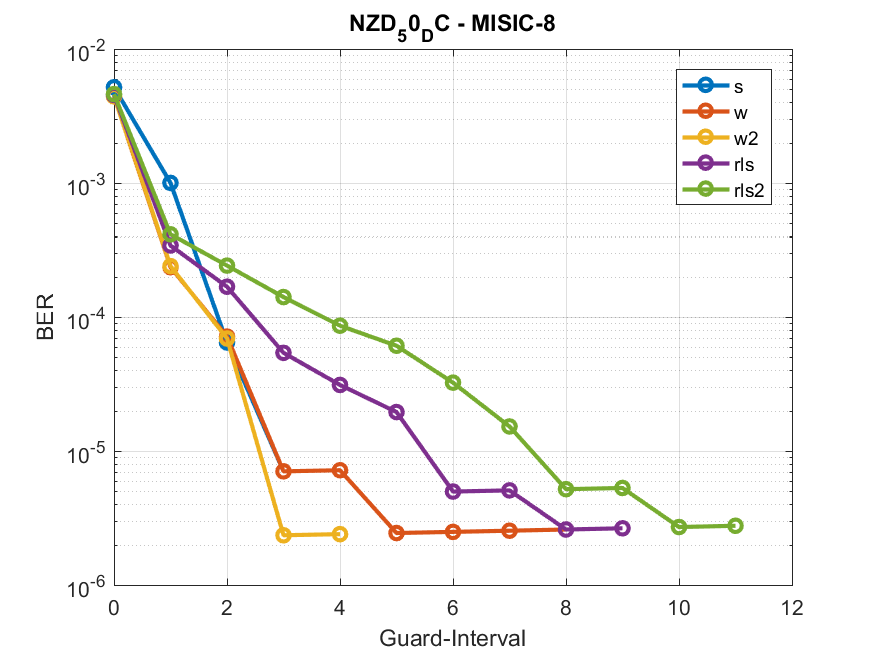 NZD_50_DC - MISIC-8
10^-2
10^-3
10^-4
10^-5
10^-6
BER
0 2 4 6 8 10 12
Guard-Interval
s
w
w2
rls
rls2